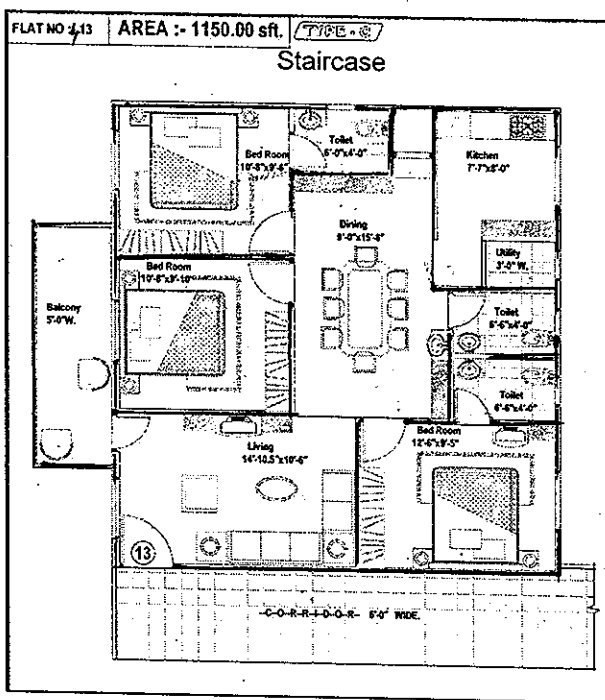 FLAT NO :- 13
AREA :- 1150.00 sft.
TYPE - C
Staircase
Toilet
6'-0"x4'-0"
Bed Room
10'-8"x9'-6"
Kitchen
7'-7"x8'-0"
Dining
9'-0"x15'-8"
Utility
3'-0" W.
Bed Room
10'-8"x9'-10"
Balcony
5'-0"W.
Toilet
6'-6"x4'-0"
Toilet
6'-6"x4'-0"
Bed Room
12'-6"x9'-5"
Living
14'-10.5"x10'-6"
13
C-O-R-R-I-D-O-R- 6'-0" WIDE.